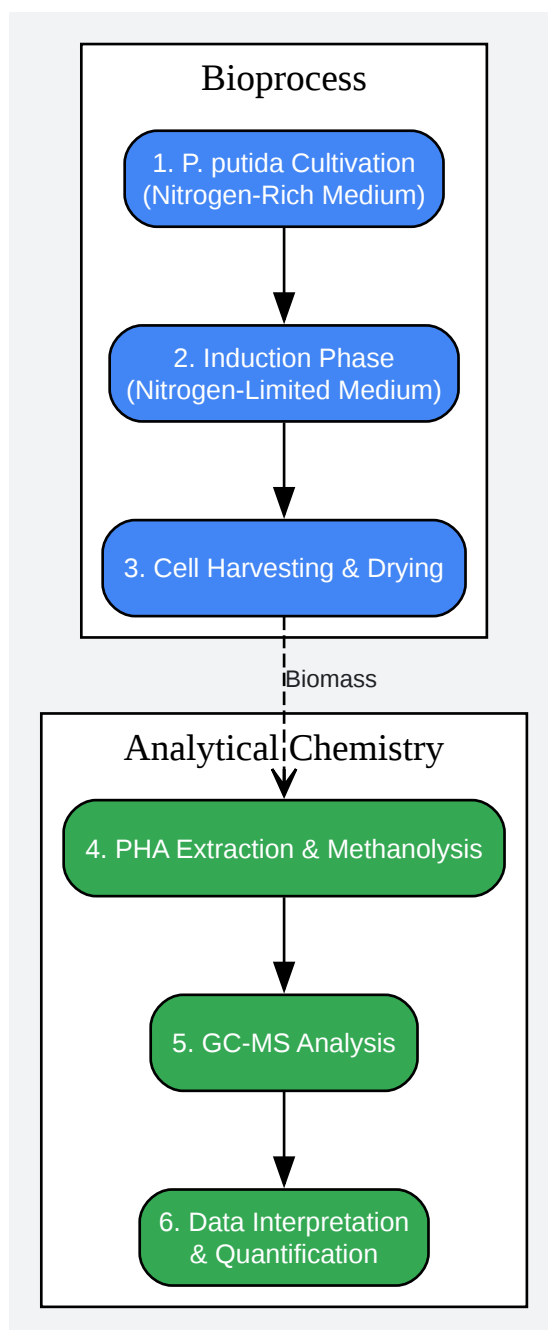 Bioprocess
1. P. putida Cultivation
(Nitrogen-Rich Medium)
2. Induction Phase
(Nitrogen-Limited Medium)
3. Cell Harvesting & Drying
Biomass
Analytical Chemistry
4. PHA Extraction & Methanolysis
5. GC-MS Analysis
6. Data Interpretation
& Quantification